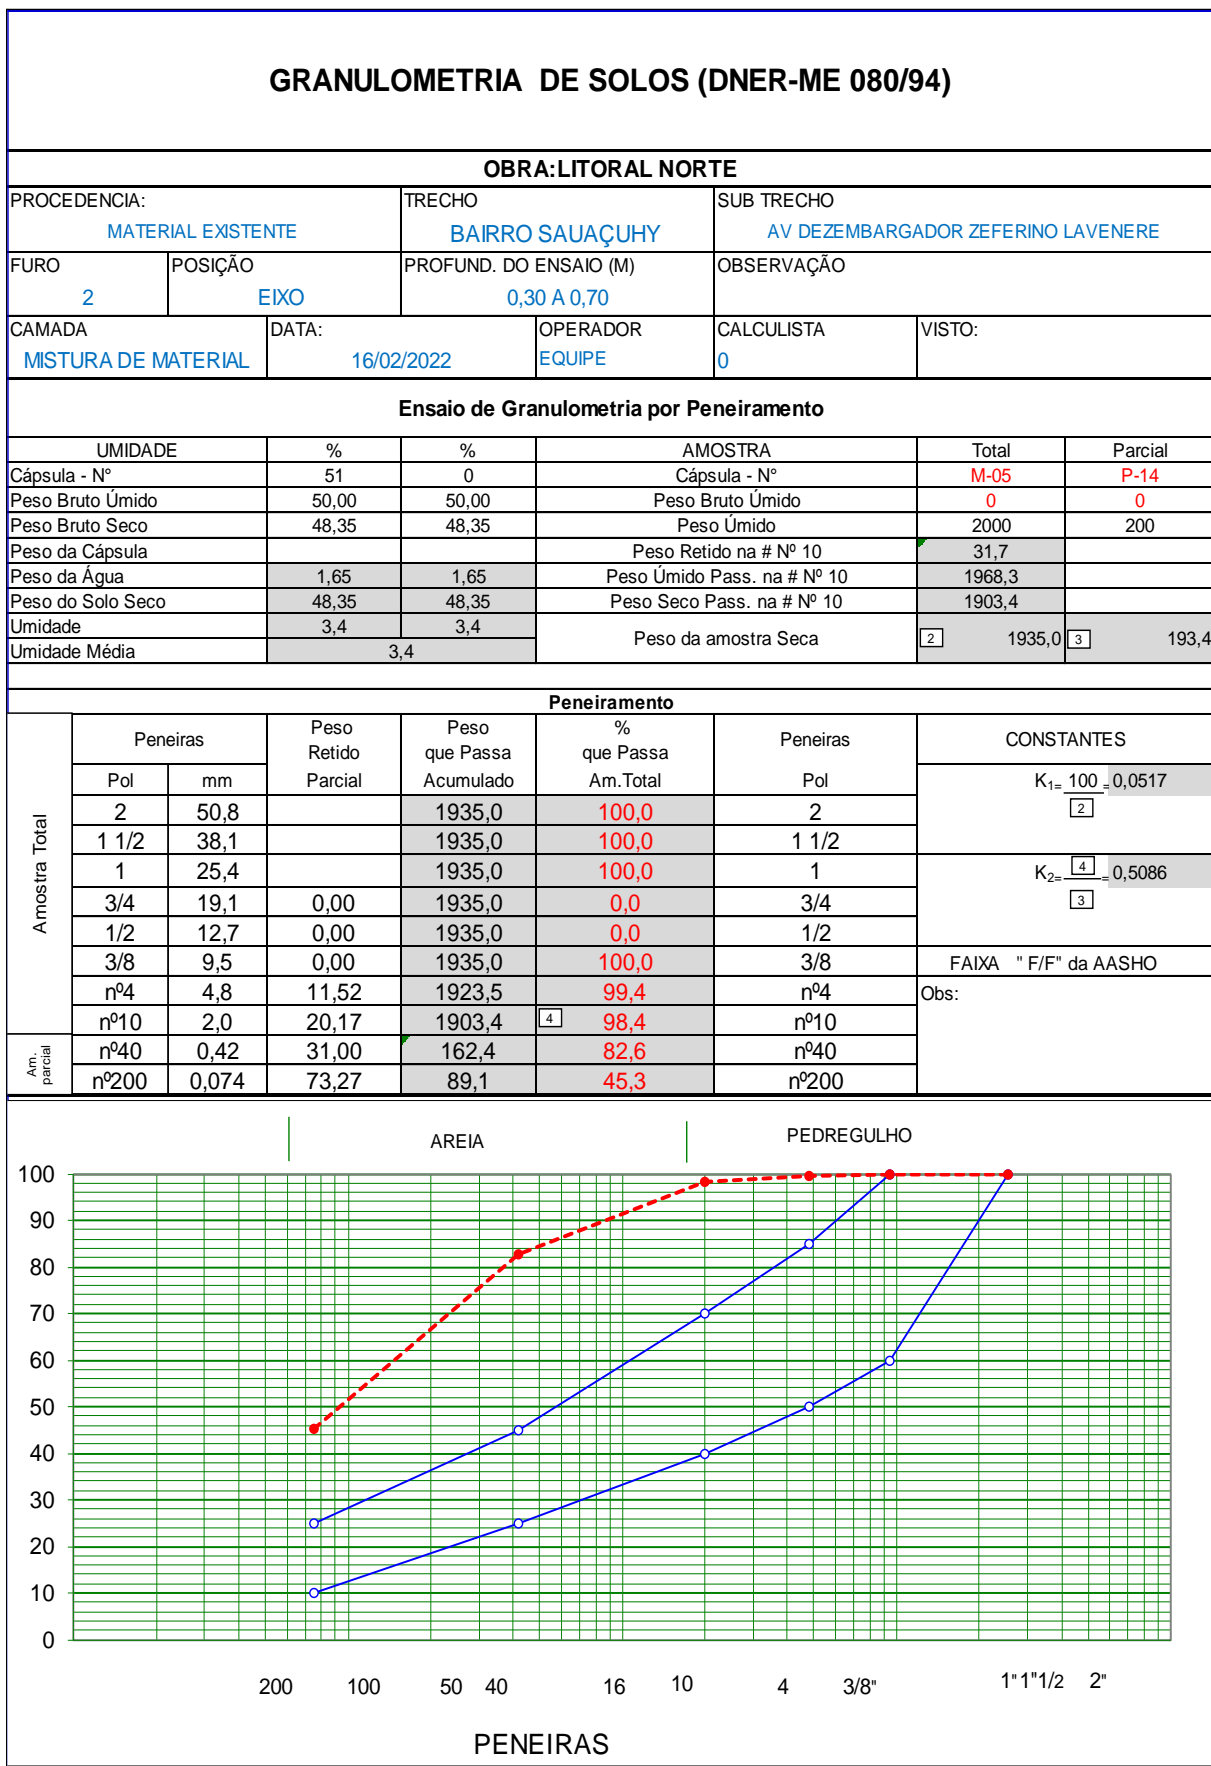 GRANULOMETRIA DE SOLOS (DNER-ME 080/94)
OBRA:LITORAL NORTE
PROCEDENCIA: TRECHO SUB TRECHO
MATERIAL EXISTENTE BAIRRO SAUAÇUHY AV DEZEMBARGADOR ZEFERINO LAVENERE
FURO POSIÇÃO PROFUND. DO ENSAIO (M) OBSERVAÇÃO
2 EIXO 0,30 A 0,70
CAMADA DATA: OPERADOR CALCULISTA VISTO:
MISTURA DE MATERIAL 16/02/2022 EQUIPE 0
Ensaio de Granulometria por Peneiramento
UMIDADE % % AMOSTRA Total Parcial
Cápsula - N° 51 0 Cápsula - N° M-05 P-14
Peso Bruto Úmido 50,00 50,00 Peso Bruto Úmido 0 0
Peso Bruto Seco 48,35 48,35 Peso Úmido 2000 200
Peso da Cápsula Peso Retido na # Nº 10 31,7
Peso da Água 1,65 1,65 Peso Úmido Pass. na # Nº 10 1968,3
Peso do Solo Seco 48,35 48,35 Peso Seco Pass. na # Nº 10 1903,4
Umidade 3,4 3,4 Peso da amostra Seca 2 1935,0 3 193,4
Umidade Média 3,4
Peneiramento
Amostra Total
Peneiras Peso Retido Peso que Passa % que Passa Peneiras CONSTANTES
Pol mm Parcial Acumulado Am.Total Pol K1= 100 = 0,0517
2
2 50,8 1935,0 100,0 2
1 1/2 38,1 1935,0 100,0 1 1/2
1 25,4 1935,0 100,0 1 K2= 4 = 0,5086
3
3/4 19,1 0,00 1935,0 0,0 3/4
1/2 12,7 0,00 1935,0 0,0 1/2
3/8 9,5 0,00 1935,0 100,0 3/8 FAIXA " F/F" da AASHO
nº4 4,8 11,52 1923,5 99,4 nº4 Obs:
nº10 2,0 20,17 1903,4 4 98,4 nº10
Am. parcial
nº40 0,42 31,00 162,4 82,6 nº40
nº200 0,074 73,27 89,1 45,3 nº200
AREIA PEDREGULHO
100
90
80
70
60
50
40
30
20
10
0
200 100 50 40 16 10 4 3/8" 1" 1"1/2 2"
PENEIRAS